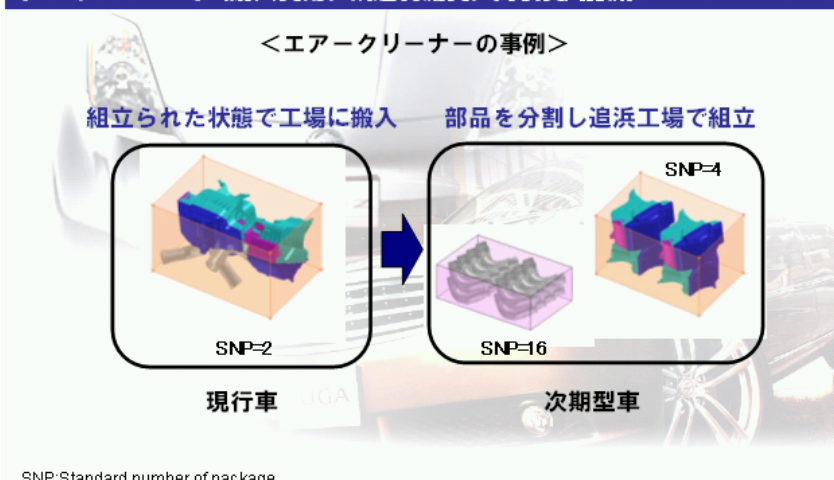 ＜エアークリーナーの事例＞
組立られた状態で工場に搬入
部品を分割し追浜工場で組立
SNP=4
SNP=2
SNP=16
現行車
次期型車
UGA
SNP:Standard number of package